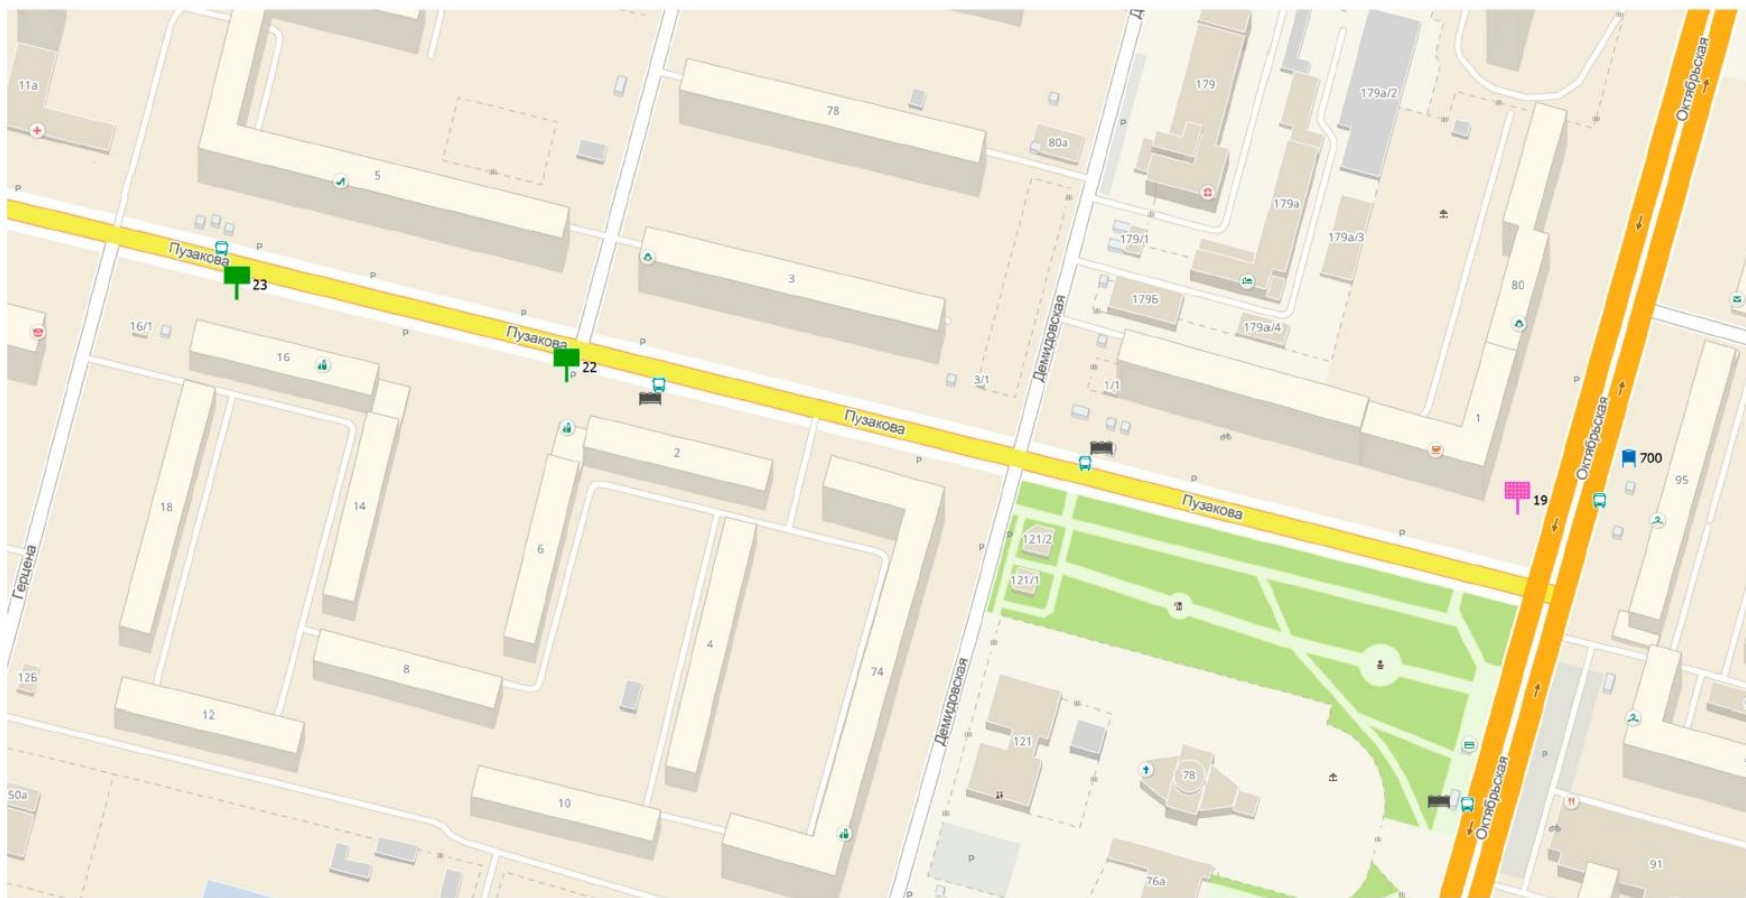 11а
78
80а
179
179а/2
Октябрьская
5
P
P
179а
179/1
179а/3
Пузакова
P
P
23
3
80
179Б
179а/4
16/1
P
Пузакова
P
P
22
P
Демидовская
3/1
1/1
1
P
16
Пузакова
P
P
Октябрьская
700
95
2
18
14
6
Пузакова
19
P
121/2
P
P
121/1
Герцена
4
74
8
12Б
12
Демидовская
121
78
P
10
50а
Октябрьская
P
76а
91
P